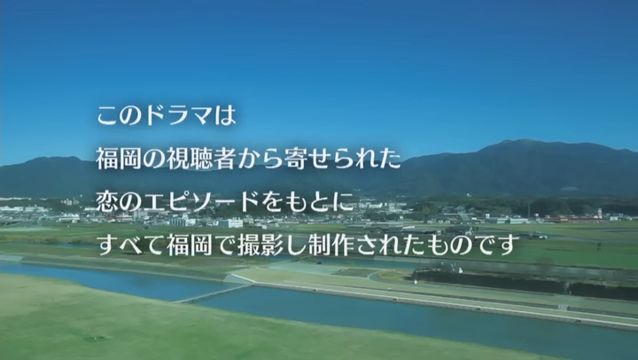 このドラマは
福岡の視聴者から寄せられた
恋のエピソードをもとに
すべて福岡で撮影し制作されたものです